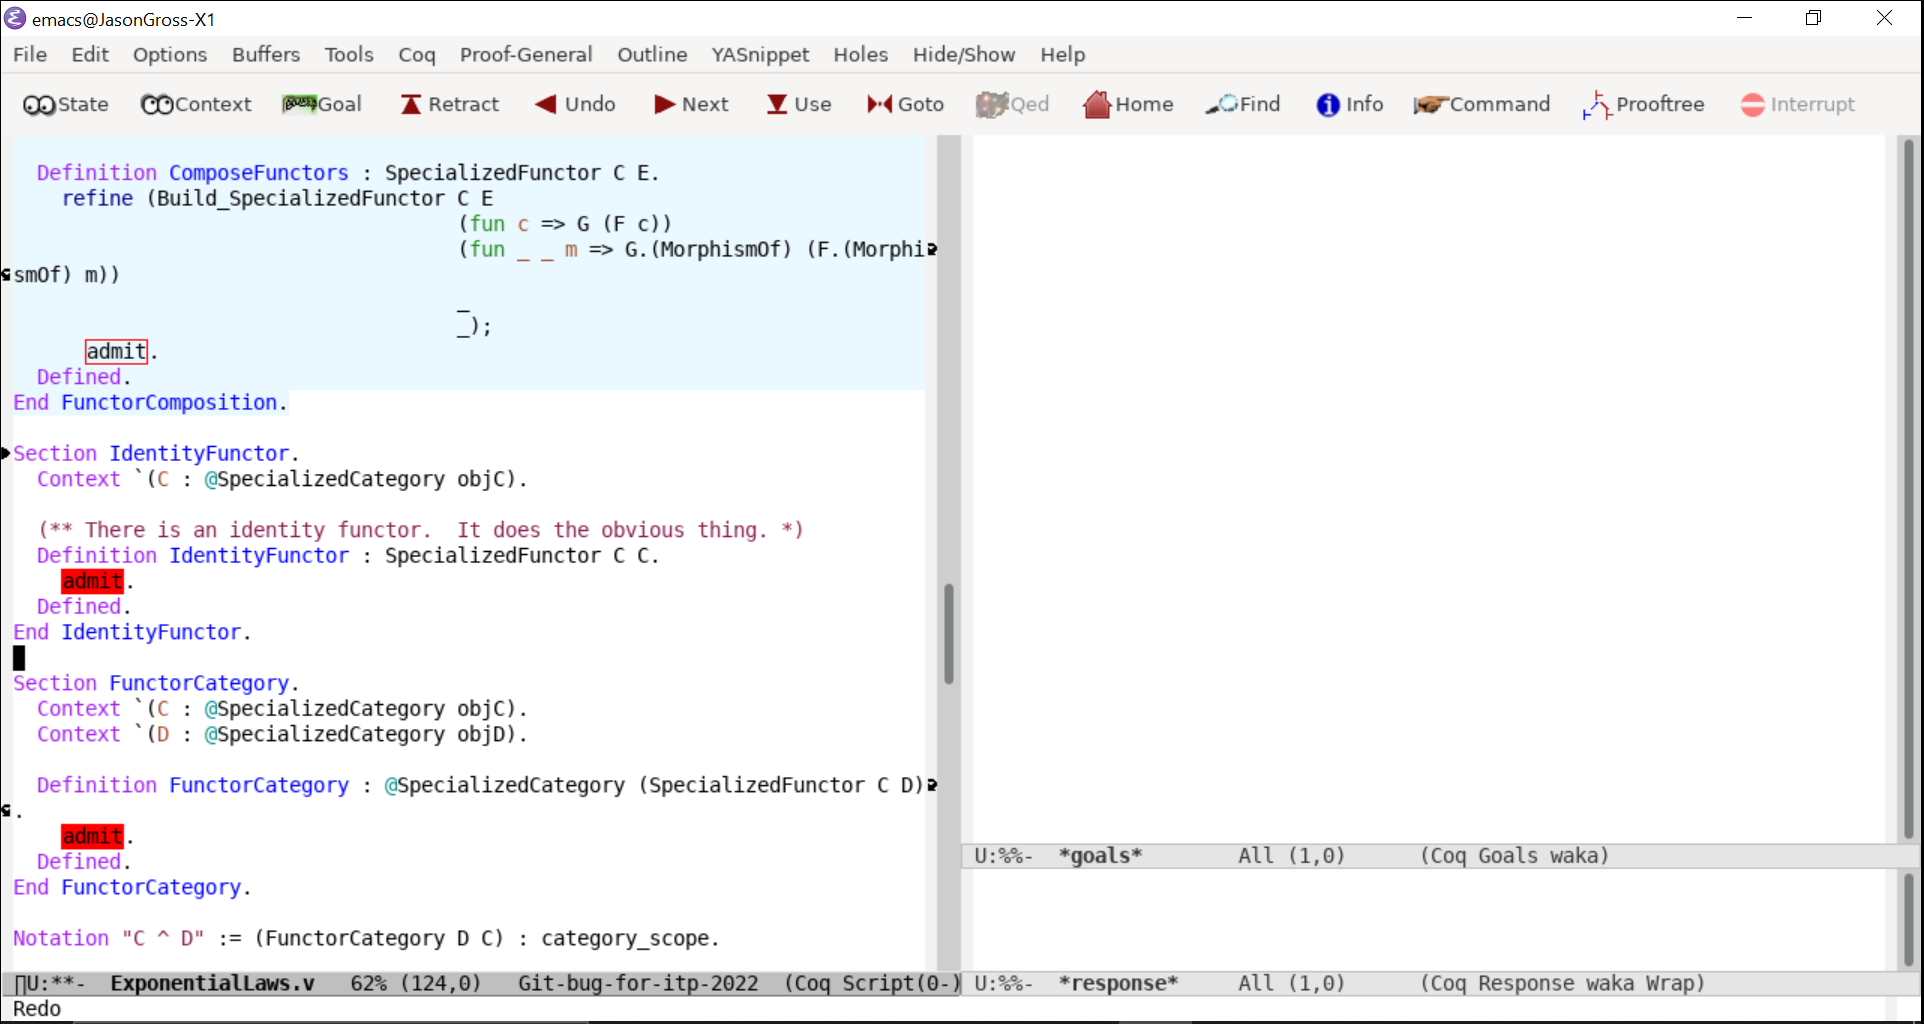 emacs@JasonGross-X1
File Edit Options Buffers Tools Coq Proof-General Outline YASnippet Holes Hide/Show Help
State Context Goal Retract Undo Next Use Goto Qed Home Find Info Command Prooftree Interrupt
Definition ComposeFunctors : SpecializedFunctor C E.
refine (Build_SpecializedFunctor C E
(fun c => G (F c))
(fun _ _ m => G.(MorphismOf) (F.(Morphi
smOf) m))
_
_);
admit.
Defined.
End FunctorComposition.
Section IdentityFunctor.
Context `(C : @SpecializedCategory objC).
(** There is an identity functor.  It does the obvious thing. *)
Definition IdentityFunctor : SpecializedFunctor C C.
admit.
Defined.
End IdentityFunctor.
Section FunctorCategory.
Context `(C : @SpecializedCategory objC).
Context `(D : @SpecializedCategory objD).
Definition FunctorCategory : @SpecializedCategory (SpecializedFunctor C D)
.
admit.
Defined.
End FunctorCategory.
Notation "C ^ D" := (FunctorCategory D C) : category_scope.
U:**-  ExponentialLaws.v   62% (124,0)   Git-bug-for-itp-2022  (Coq Script(0-)
Redo
U:%%-  *goals*        All (1,0)      (Coq Goals waka)
U:%%-  *response*     All (1,0)      (Coq Response waka Wrap)